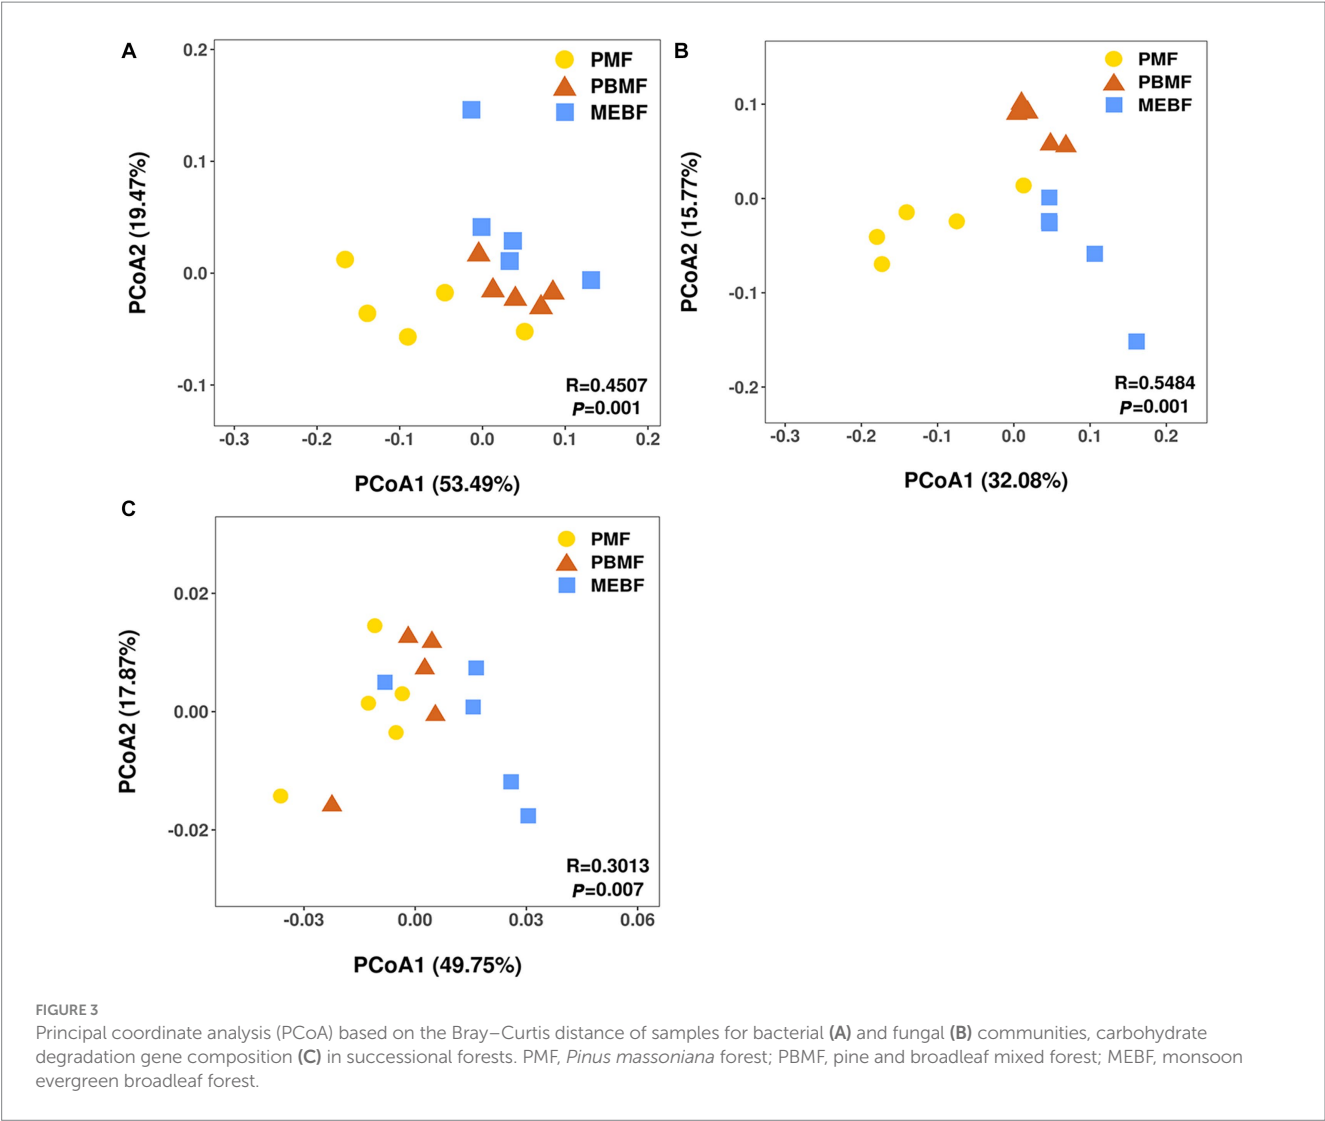 A
PMF
PBMF
MEBF
0.2
0.1
0.0
-0.1
PCoA2 (19.47%)
R=0.4507
P=0.001
-0.3 -0.2 -0.1 0.0 0.1 0.2
PCoA1 (53.49%)
B
PMF
PBMF
MEBF
0.1
0.0
-0.1
-0.2
PCoA2 (15.77%)
R=0.5484
P=0.001
-0.3 -0.2 -0.1 0.0 0.1 0.2
PCoA1 (32.08%)
C
PMF
PBMF
MEBF
0.02
0.00
-0.02
PCoA2 (17.87%)
R=0.3013
P=0.007
-0.03 0.00 0.03 0.06
PCoA1 (49.75%)
FIGURE 3
Principal coordinate analysis (PCoA) based on the Bray–Curtis distance of samples for bacterial (A) and fungal (B) communities, carbohydrate
degradation gene composition (C) in successional forests. PMF, Pinus massoniana forest; PBMF, pine and broadleaf mixed forest; MEBF, monsoon
evergreen broadleaf forest.